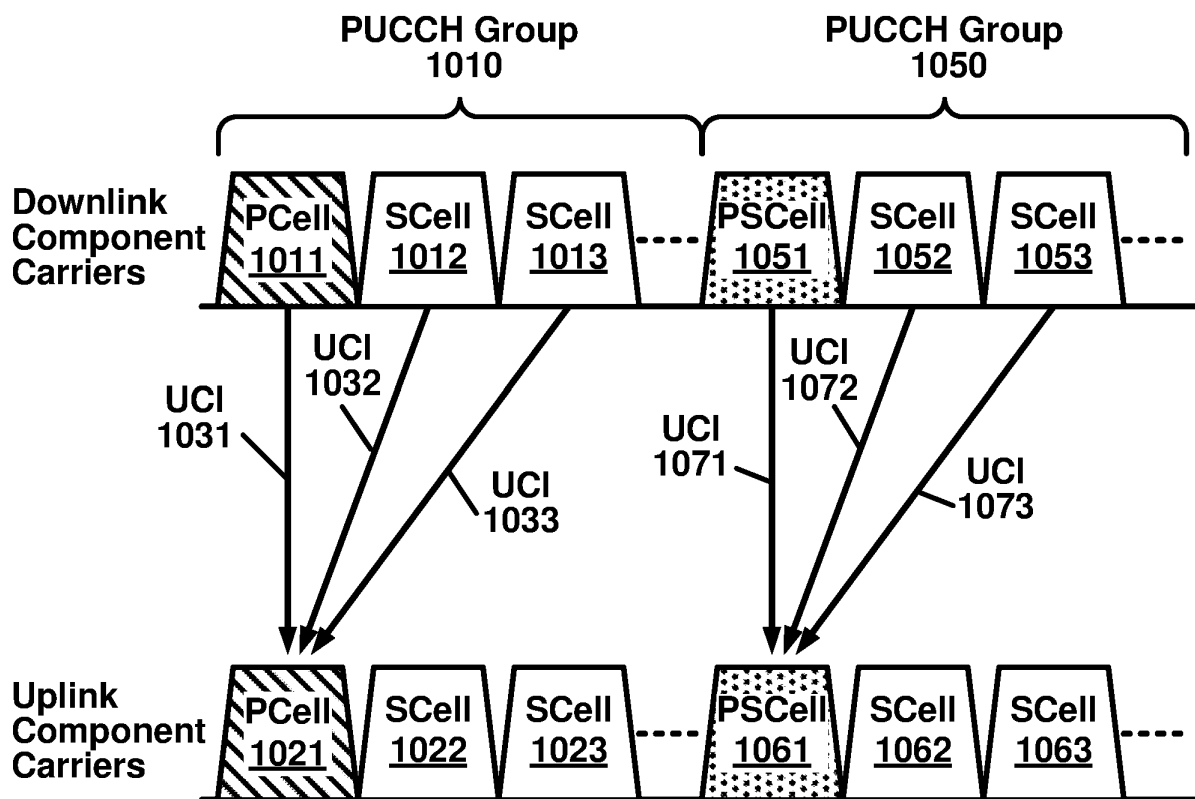 PUCCH Group
1010
PUCCH Group
1050
Downlink
Component
Carriers
PCell
1011
SCell
1012
SCell
1013
PSCell
1051
SCell
1052
SCell
1053
UCI
1031
UCI
1032
UCI
1033
UCI
1071
UCI
1072
UCI
1073
Uplink
Component
Carriers
PCell
1021
SCell
1022
SCell
1023
PSCell
1061
SCell
1062
SCell
1063